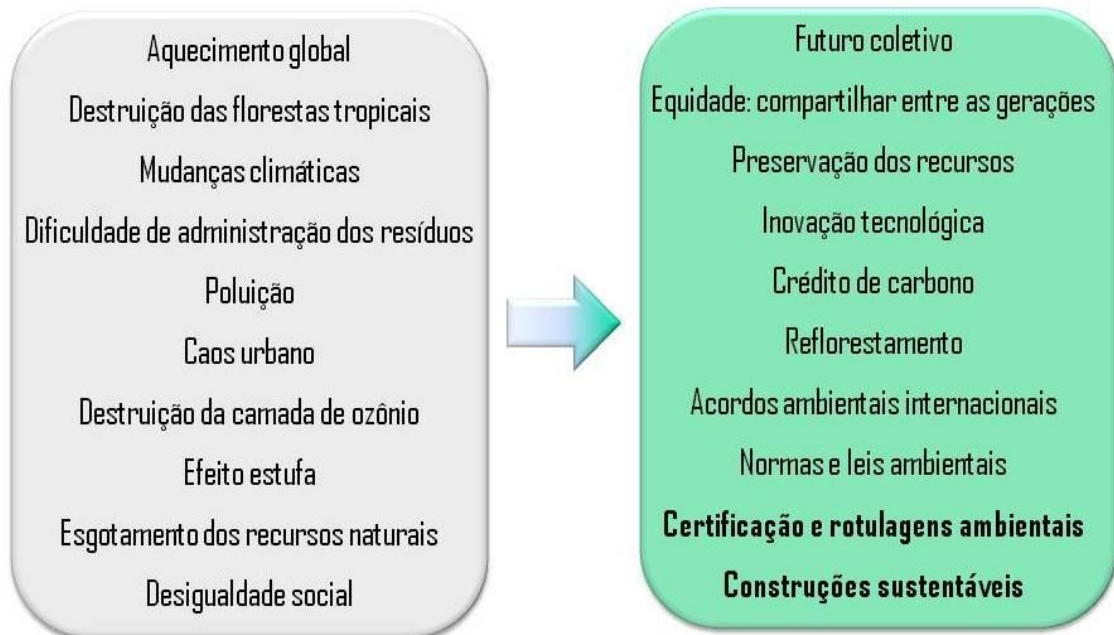 Aquecimento global
Destruição das florestas tropicais
Mudanças climáticas
Dificuldade de administração dos resíduos
Poluição
Caos urbano
Destruição da camada de ozônio
Efeito estufa
Esgotamento dos recursos naturais
Desigualdade social
Futuro coletivo
Equidade: compartilhar entre as gerações
Preservação dos recursos
Inovação tecnológica
Crédito de carbono
Reflorestamento
Acordos ambientais internacionais
Normas e leis ambientais
Certificação e rotulagens ambientais
Construções sustentáveis